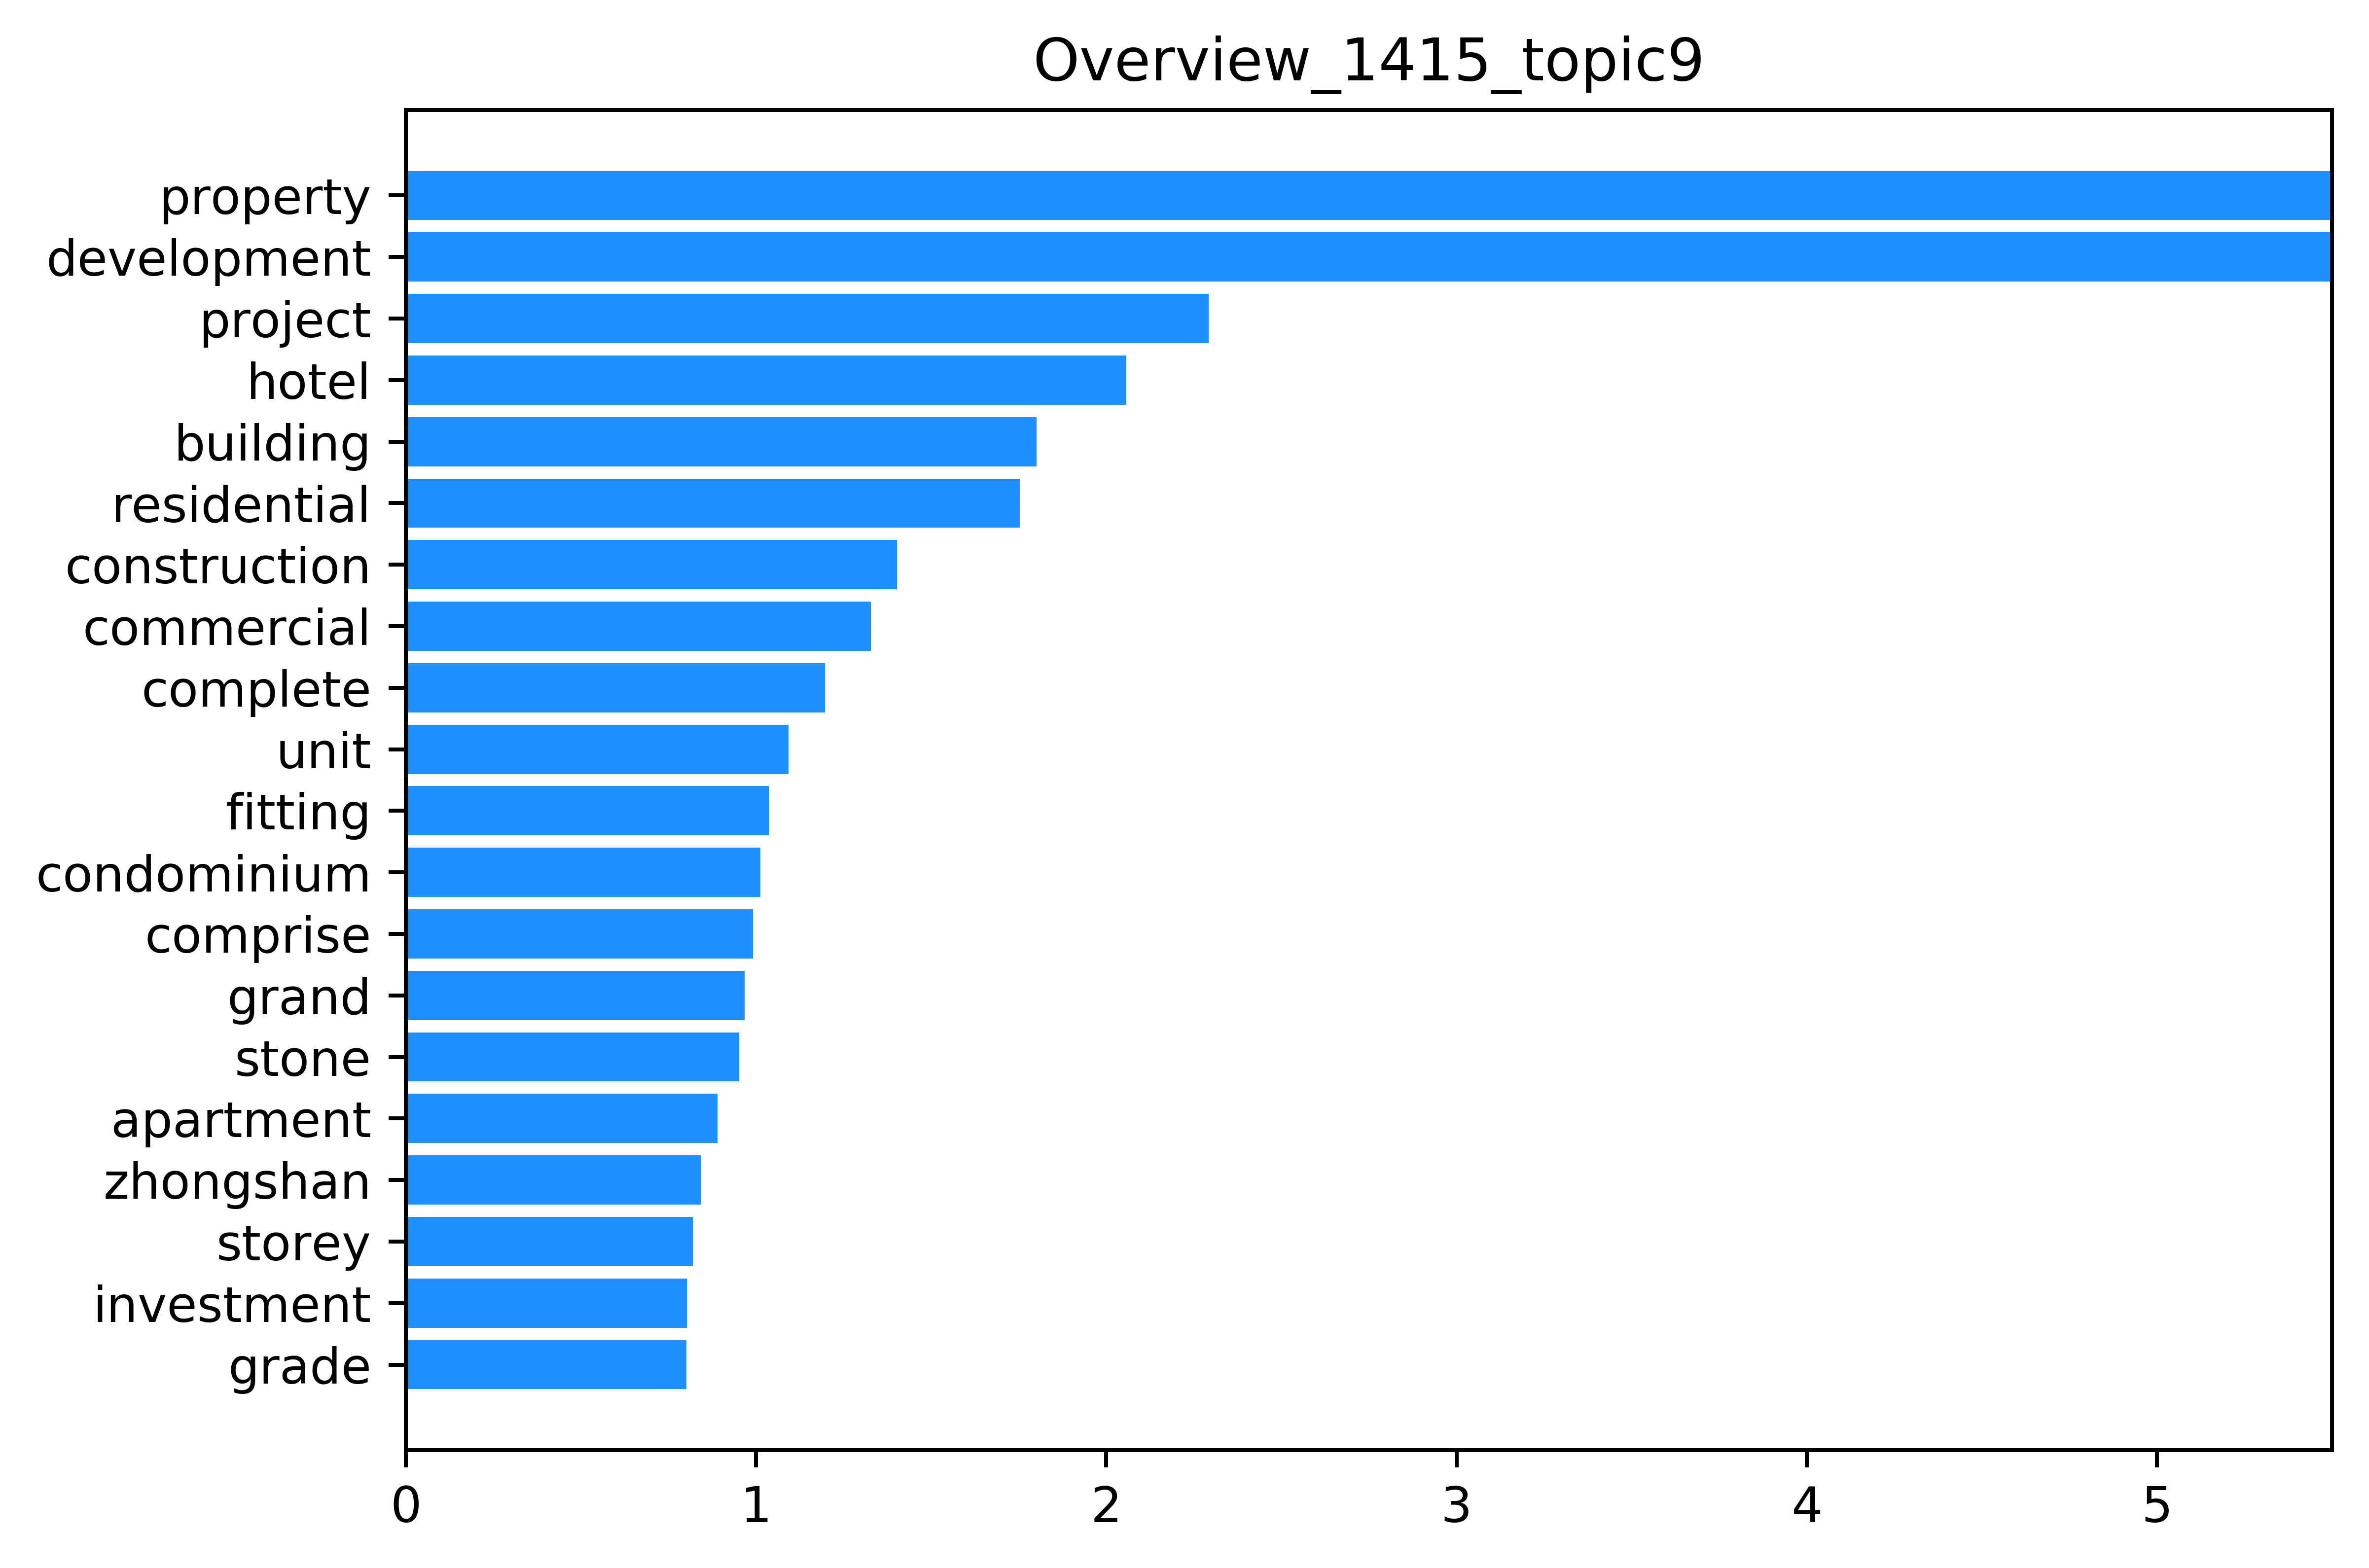 Overview_1415_topic9
property
development
project
hotel
building
residential
construction
commercial
complete
unit
fitting
condominium
comprise
grand
stone
apartment
zhongshan
storey
investment
grade
0 1 2 3 4 5